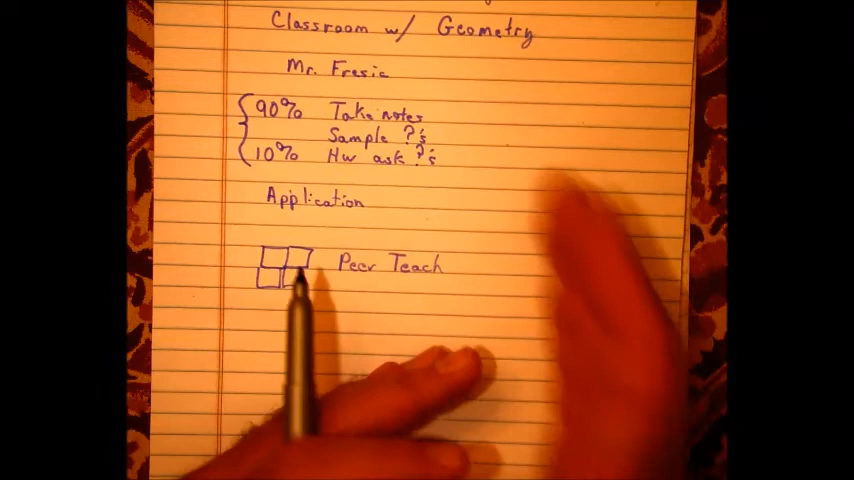 Classroom w/ Geometry
Mr. Fresie
90% Take notes
Sample ?'s
10% Hw ask ?'s
Application
Peer Teach